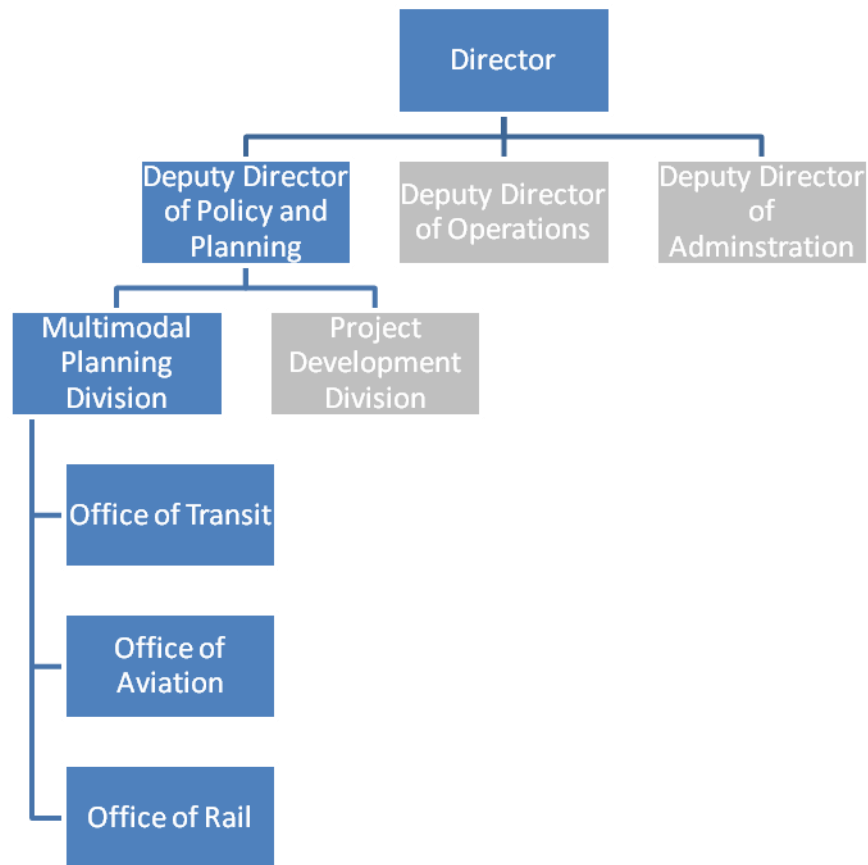 Director
Deputy Director
of Policy and
Planning
Deputy Director
of Operations
Deputy Director
of
Adminstration
Multimodal
Planning
Division
Project
Development
Division
Office of Transit
Office of
Aviation
Office of Rail